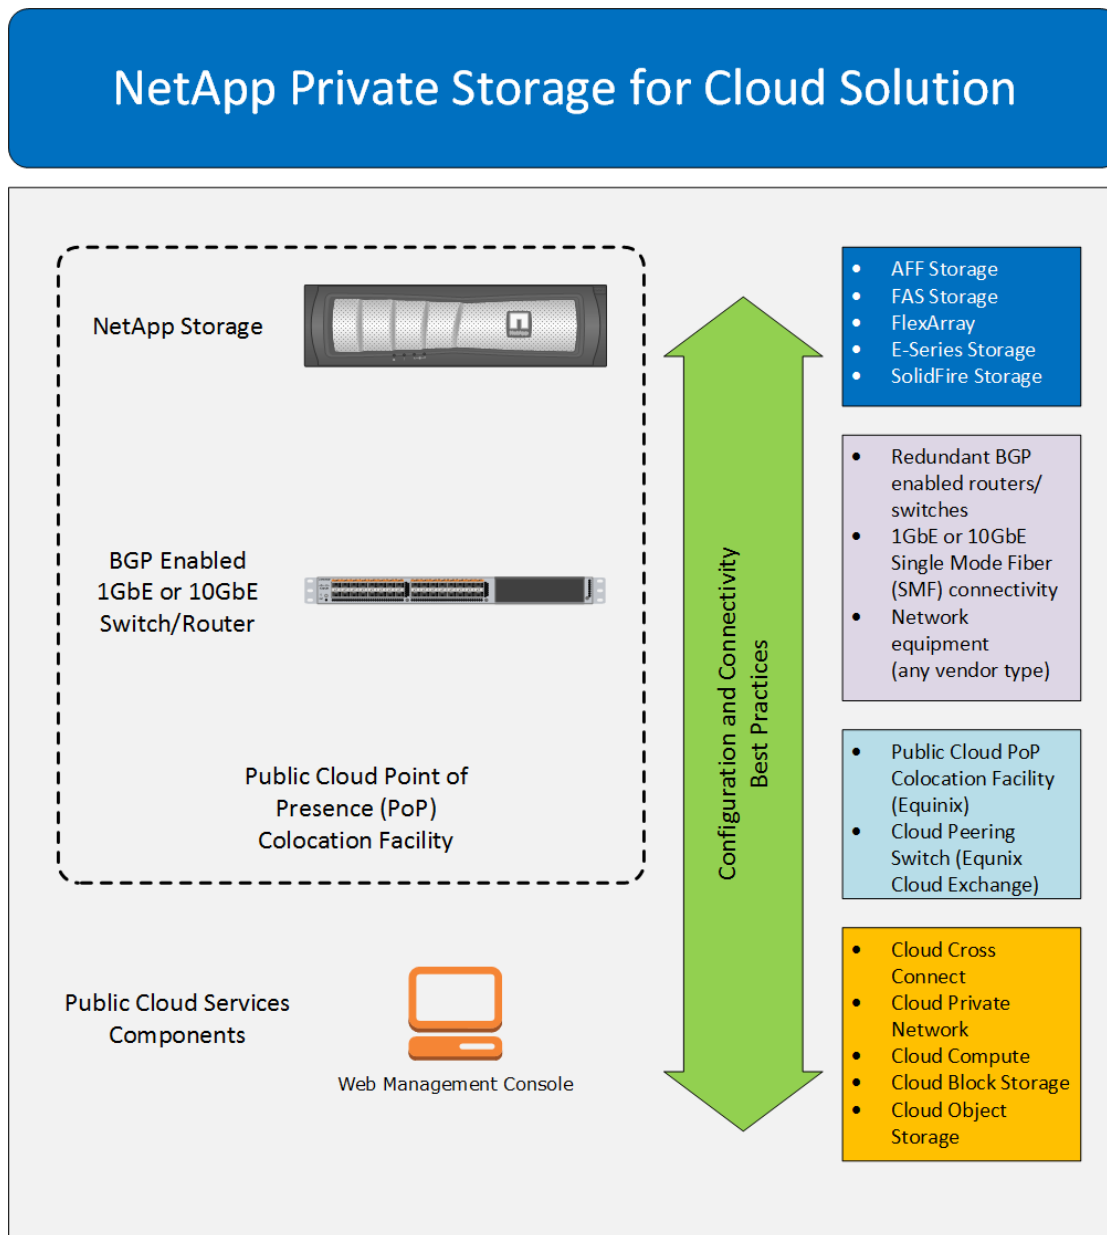 NetApp Private Storage for Cloud Solution
NetApp Storage
BGP Enabled
1GbE or 10GbE
Switch/Router
Public Cloud Point of
Presence (PoP)
Colocation Facility
Public Cloud Services
Components
Web Management Console
Configuration and Connectivity
Best Practices
• AFF Storage
• FAS Storage
• FlexArray
• E-Series Storage
• SolidFire Storage
• Redundant BGP
enabled routers/
switches
• 1GbE or 10GbE
Single Mode Fiber
(SMF) connectivity
• Network
equipment
(any vendor type)
• Public Cloud PoP
Colocation Facility
(Equinix)
• Cloud Peering
Switch (Equnix
Cloud Exchange)
• Cloud Cross
Connect
• Cloud Private
Network
• Cloud Compute
• Cloud Block Storage
• Cloud Object
Storage